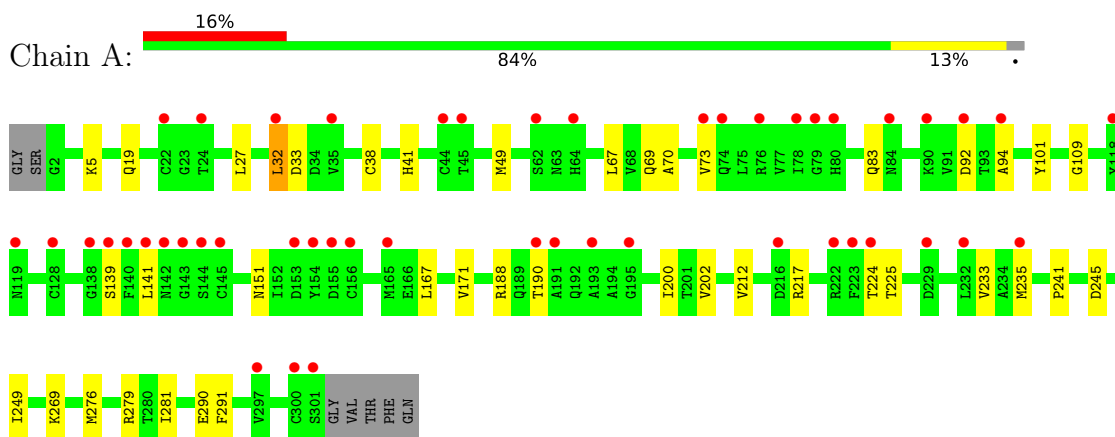 16%
Chain A:
84% 13% •
GLY SER G2 K5 Q19 C22 G23 T24 L27 L32 D33 D34 V35 C38 H41 C44 T45 M49 S62 N63 H64 L67 V68 Q69 A70 V73 Q74 L75 R76 V77 I78 G79 H80 Q83 N84 K90 V91 D92 T93 A94 Y101 G109 Y118
N119 C128 G138 S139 F140 L141 N142 G143 S144 C145 N151 I152 D153 Y154 D155 C156 M165 E166 L167 V171 R188 Q189 T190 A191 Q192 A193 A194 G195 I200 T201 V202 V212 D216 R217 R222 F223 T224 T225 D229 L232 V233 A234 M235 P241 D245
I249 K269 M276 R279 T280 I281 E290 F291 V297 C300 S301 GLY VAL THR PHE GLN